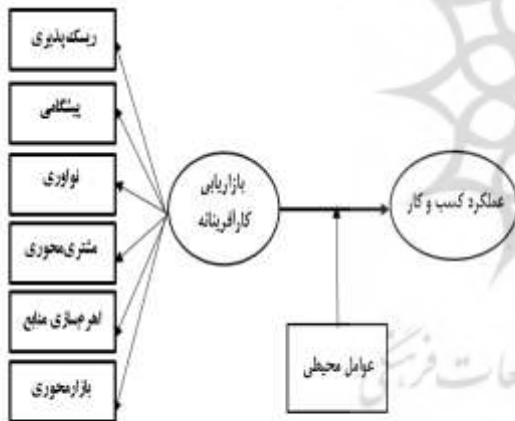 ریسک‌پذیری
پیشگامی
نوآوری
مشتری‌محوری
اهرم‌سازی منابع
بازارمحوری
بازاریابی
کارآفرینانه
عملکرد کسب و کار
عوامل محیطی